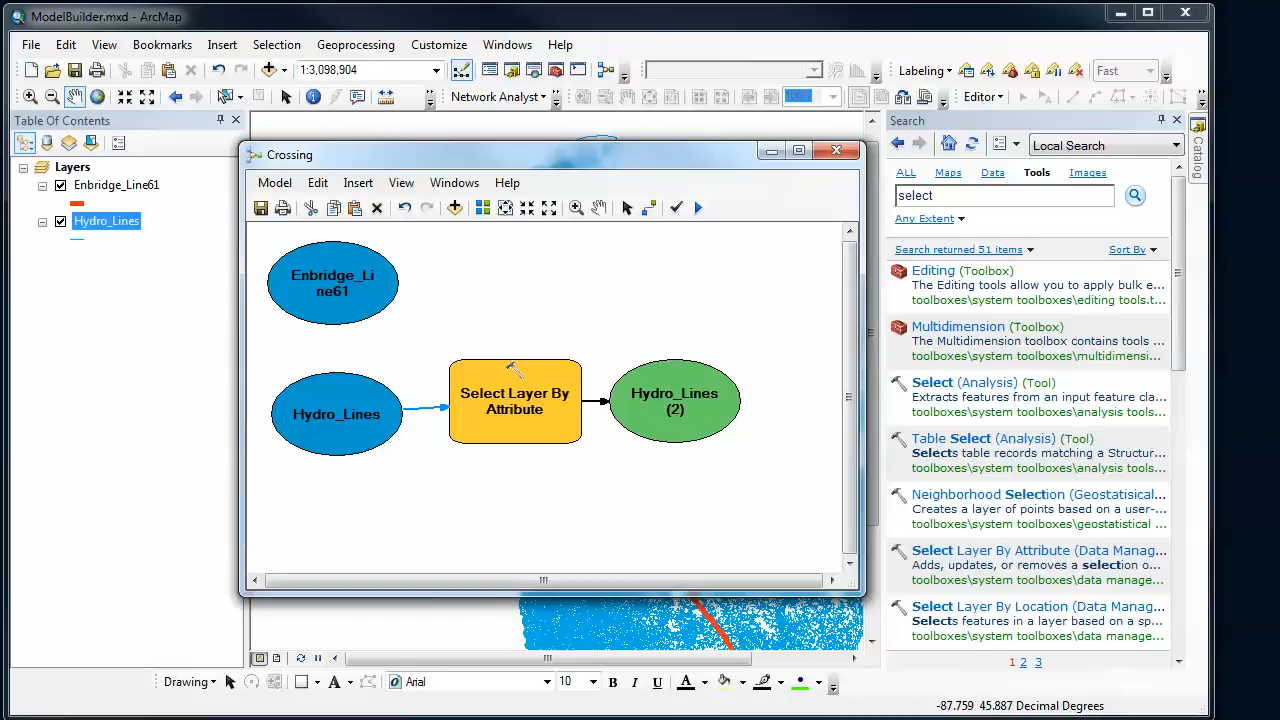 ModelBuilder.mxd - ArcMap
File Edit View Bookmarks Insert Selection Geoprocessing Customize Windows Help
1:3,098,904
Labeling Fast
Network Analyst
100%
Editor
Table Of Contents
Layers
Enbridge_Line61
Hydro_Lines
Crossing
Model Edit Insert View Windows Help
Enbridge_Li
ne61
Hydro_Lines
Select Layer By
Attribute
Hydro_Lines
(2)
Search
Local Search
ALL Maps Data Tools Images
select
Any Extent
Search returned 51 items Sort By
Editing (Toolbox)
The Editing tools allow you to apply bulk e...
toolboxes\system toolboxes\editing tools.t...
Multidimension (Toolbox)
The Multidimension toolbox contains tools ...
toolboxes\system toolboxes\multidimensi...
Select (Analysis) (Tool)
Extracts features from an input feature cla...
toolboxes\system toolboxes\analysis tools...
Table Select (Analysis) (Tool)
Selects table records matching a Structur...
toolboxes\system toolboxes\analysis tools...
Neighborhood Selection (Geostatisical...
Creates a layer of points based on a user-...
toolboxes\system toolboxes\geostatistical ...
Select Layer By Attribute (Data Manag...
Adds, updates, or removes a selection o...
toolboxes\system toolboxes\data manage...
Select Layer By Location (Data Manag...
Selects features in a layer based on a sp...
toolboxes\system toolboxes\data manage...
1 2 3
Catalog
Drawing A Arial 10 B I U A
-87.759 45.887 Decimal Degrees